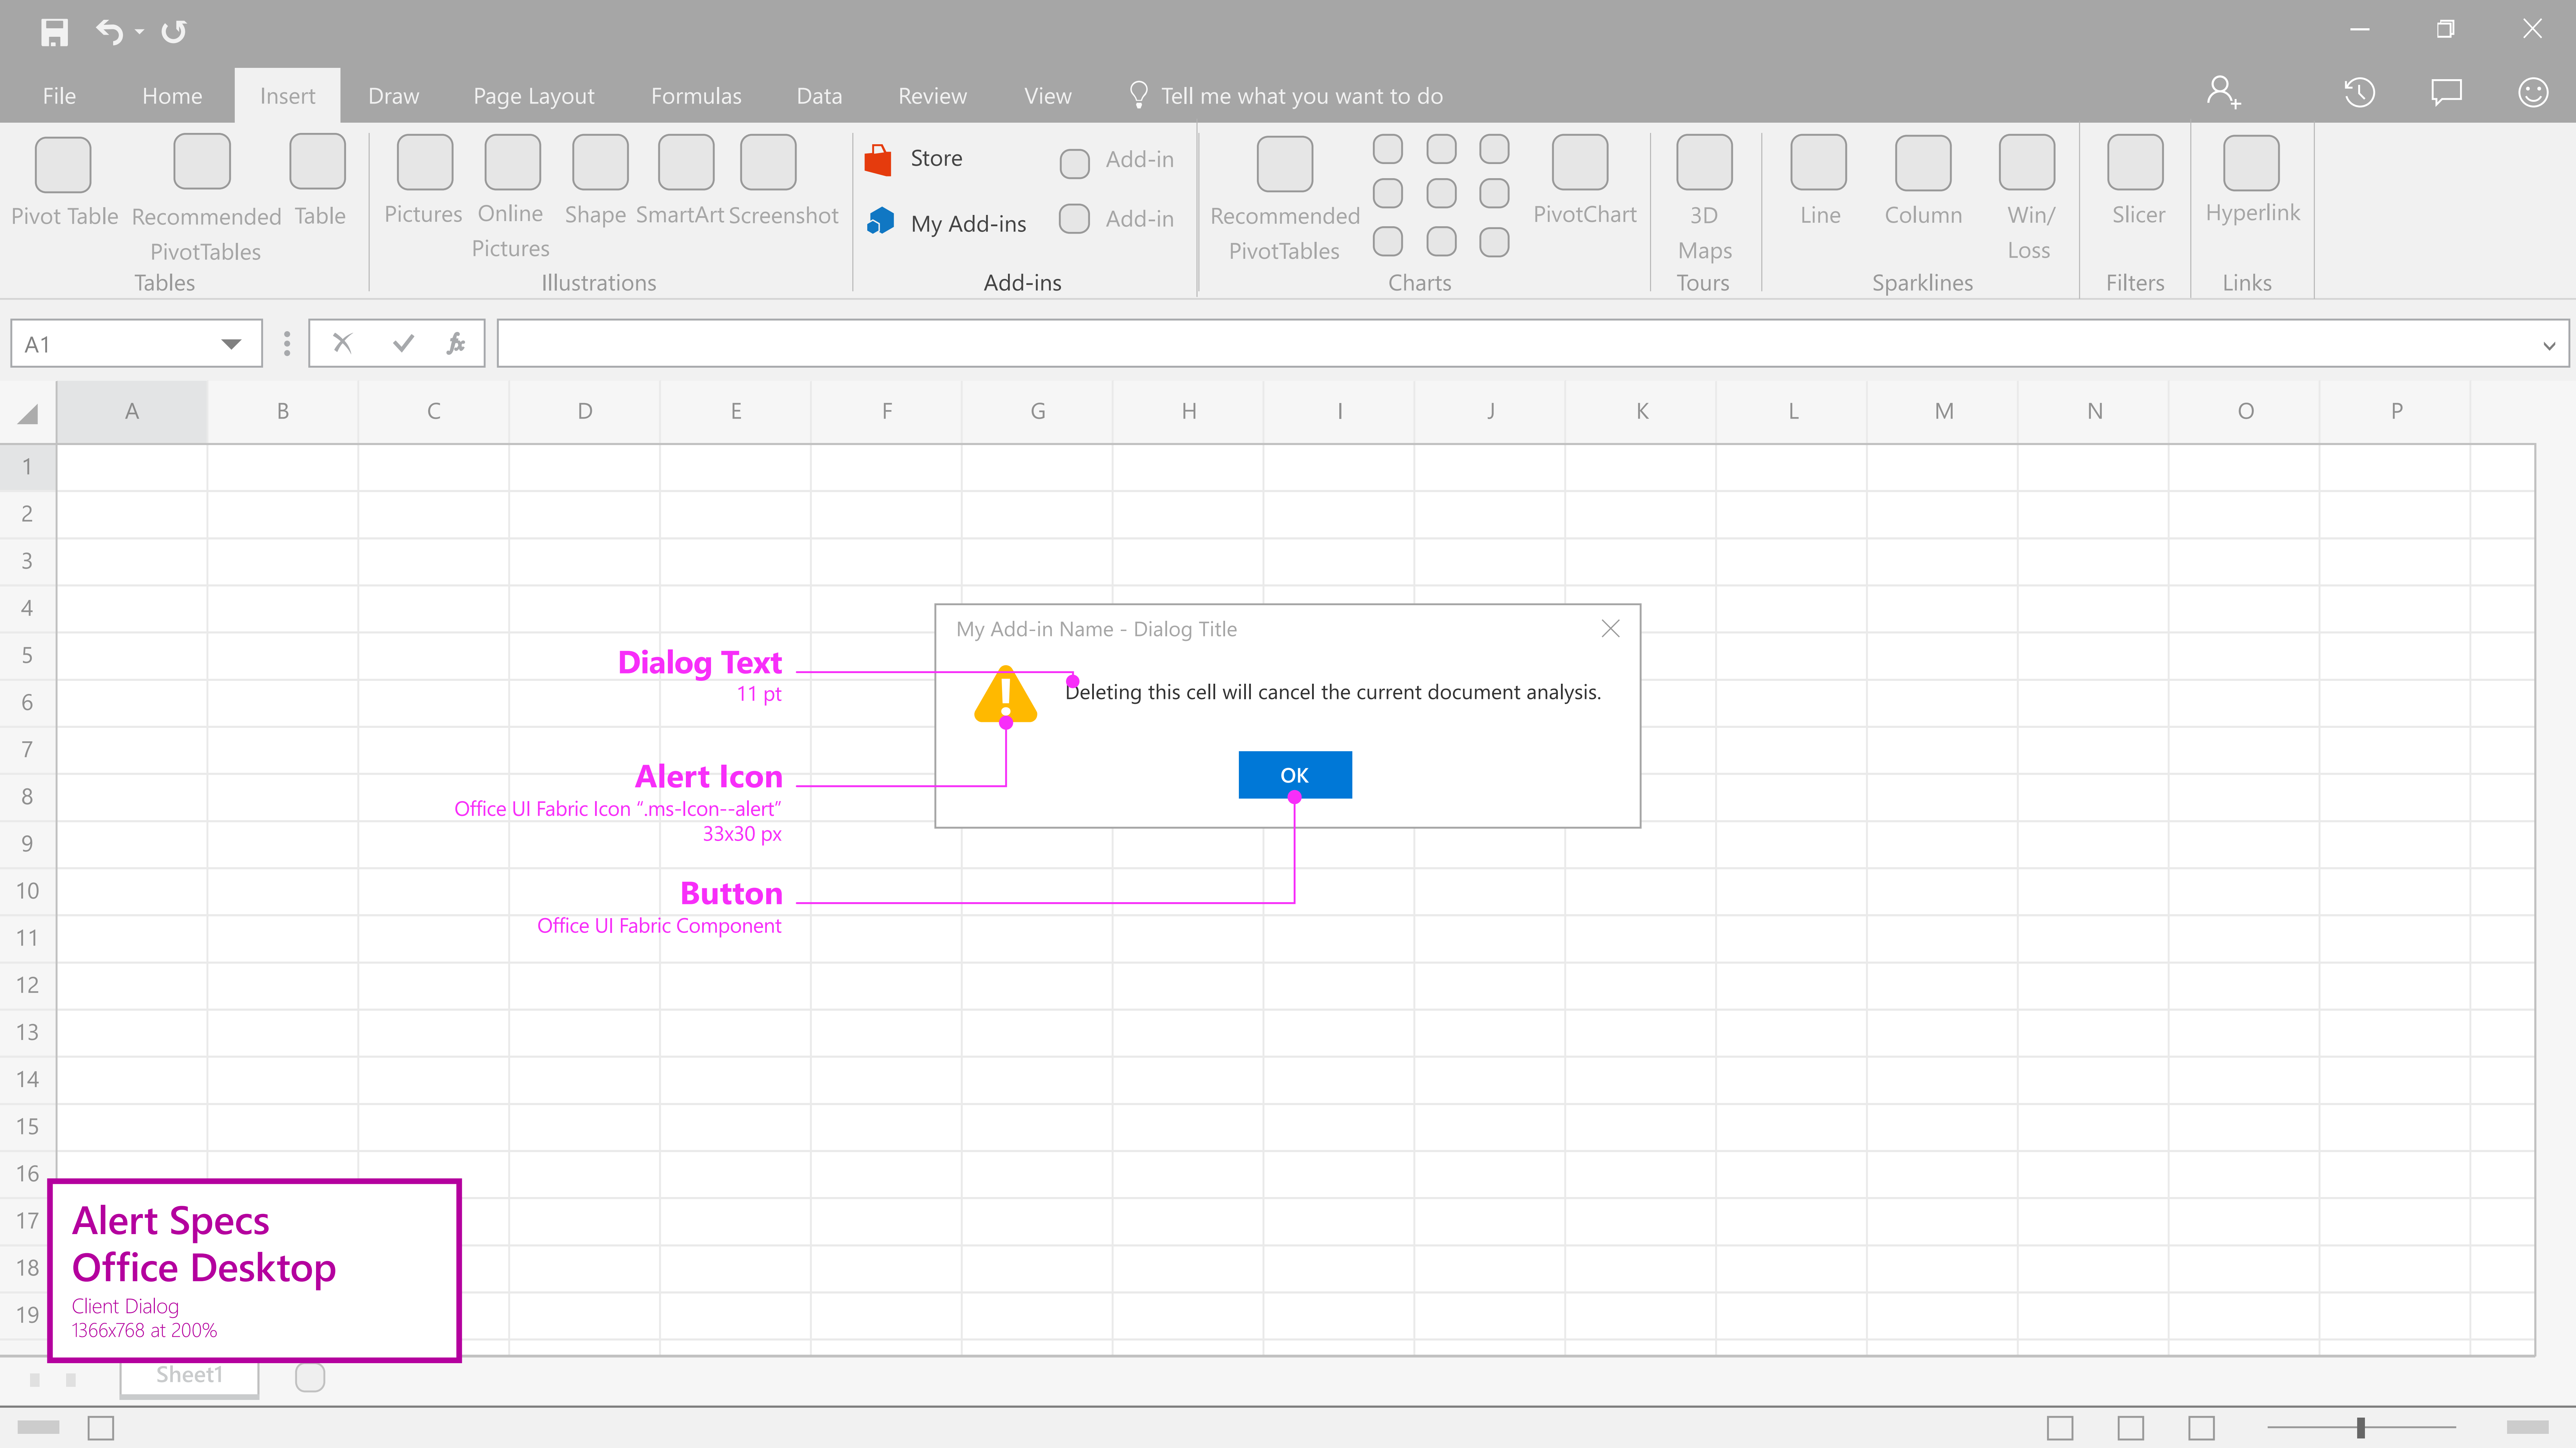 File Home Insert Draw Page Layout Formulas Data Review View Tell me what you want to do
Pivot Table
Recommended
PivotTables
Table
Tables
Pictures
Online
Pictures
Shape
SmartArt
Screenshot
Illustrations
Store
My Add-ins
Add-in
Add-in
Add-ins
Recommended
PivotTables
PivotChart
Charts
3D
Maps
Tours
Line
Column
Win/
Loss
Sparklines
Slicer
Filters
Hyperlink
Links
A1
fx
A B C D E F G H I J K L M N O P
1
2
3
4
5
6
7
8
9
10
11
12
13
14
15
16
17
18
19
My Add-in Name - Dialog Title
Deleting this cell will cancel the current document analysis.
OK
Dialog Text
11 pt
Alert Icon
Office UI Fabric Icon “.ms-Icon--alert”
33x30 px
Button
Office UI Fabric Component
Alert Specs
Office Desktop
Client Dialog
1366x768 at 200%
Sheet1